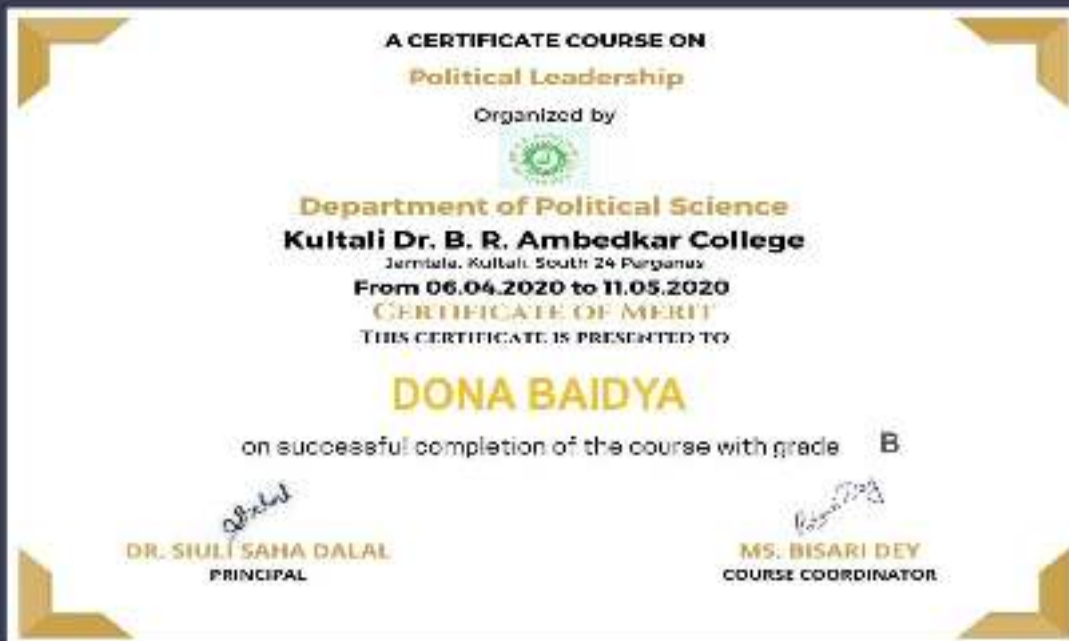 A CERTIFICATE COURSE ON
Political Leadership
Organized by
Department of Political Science
Kultali Dr. B. R. Ambedkar College
Jamtala, Kultali, South 24 Parganas
From 06.04.2020 to 11.05.2020
CERTIFICATE OF MERIT
THIS CERTIFICATE IS PRESENTED TO
DONA BAIDYA
on successful completion of the course with grade B
DR. SIULI SAHA DALAL
PRINCIPAL
MS. BISARI DEY
COURSE COORDINATOR